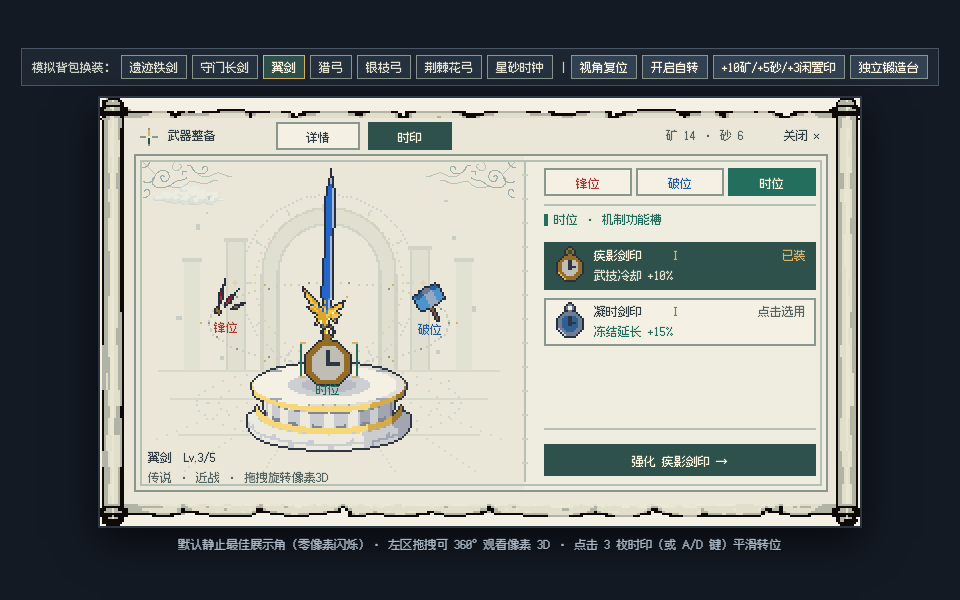 模拟背包换装: 遗迹铁剑 守门长剑 翼剑 猎弓 银技弓 荆棘花弓 星砂时钟 | 视角复位 开启自转 +10矿/+5砂/+3闲置印 独立锻造台
武器整备 详情 时印 矿 14 · 砂 6 关闭 ×
锋位 破位 时位
时位 · 机制功能槽
疾影剑印 I 已装
武技冷却 +10%
凝时剑印 I 点击选用
冻结延长 +15%
强化 疾影剑印 →
锋位
破位
时位
翼剑 Lv.3/5
传说 · 近战 · 拖拽旋转像素3D
默认静止最佳展示角（零像素闪烁）· 左区拖拽可 360° 观看像素 3D · 点击 3 枚时印（或 A/D 键）平滑转位